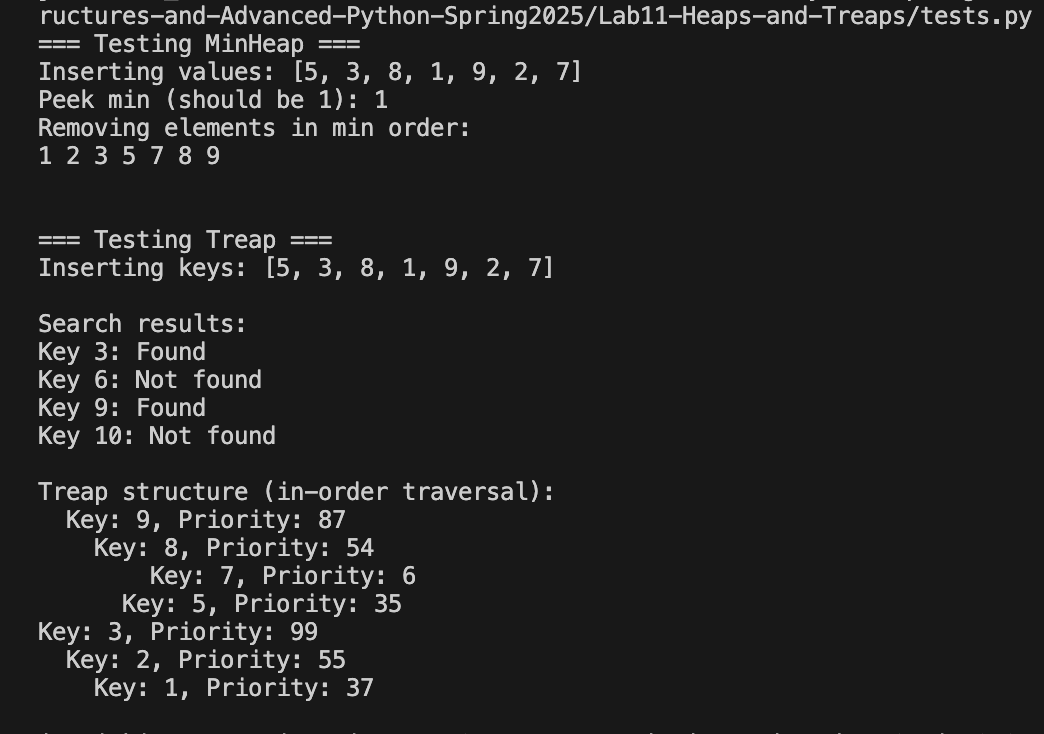 ructures-and-Advanced-Python-Spring2025/Lab11-Heaps-and-Treaps/tests.py
=== Testing MinHeap ===
Inserting values: [5, 3, 8, 1, 9, 2, 7]
Peek min (should be 1): 1
Removing elements in min order:
1 2 3 5 7 8 9
=== Testing Treap ===
Inserting keys: [5, 3, 8, 1, 9, 2, 7]
Search results:
Key 3: Found
Key 6: Not found
Key 9: Found
Key 10: Not found
Treap structure (in-order traversal):
Key: 9, Priority: 87
Key: 8, Priority: 54
Key: 7, Priority: 6
Key: 5, Priority: 35
Key: 3, Priority: 99
Key: 2, Priority: 55
Key: 1, Priority: 37